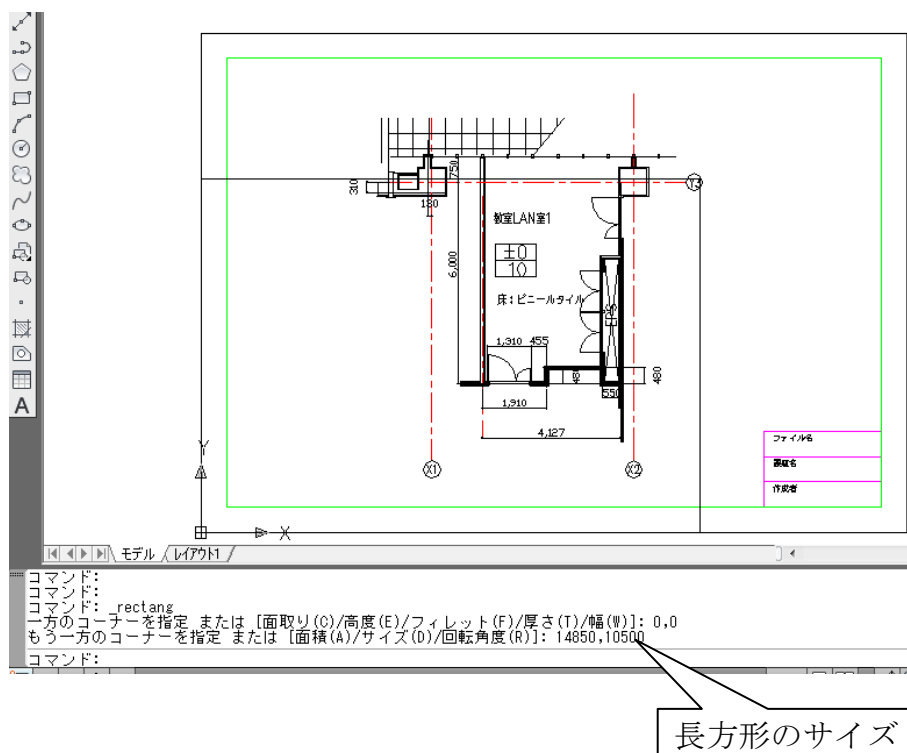 310
750
130
Y3
教室LAN室1
±0
10
6,000
床:ビニールタイル
EPS
1,310 455
48
480
550
1,910
4,127
X1
X2
ファイル名
講座名
作成者
Y
X
A
モデル レイアウト1
コマンド:
コマンド:
コマンド: _rectang
一方のコーナーを指定 または [面取り(C)/高度(E)/フィレット(F)/厚さ(T)/幅(W)]: 0,0
もう一方のコーナーを指定 または [面積(A)/サイズ(D)/回転角度(R)]: 14850,10500
コマンド:
長方形のサイズ